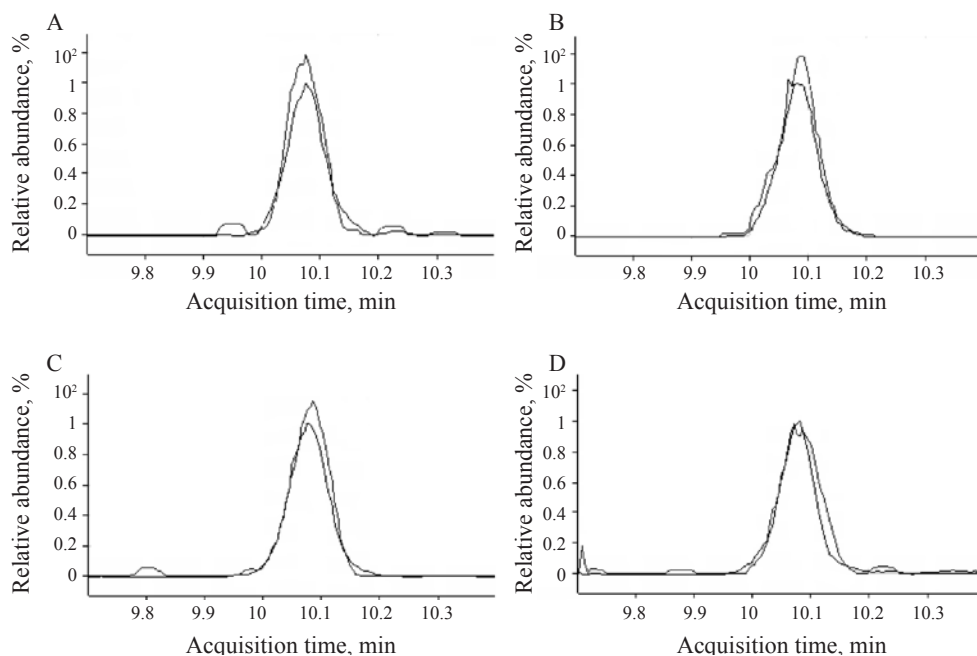 A
Relative abundance, %
10²
1
0.8
0.6
0.4
0.2
0
9.8 9.9 10 10.1 10.2 10.3
Acquisition time, min
B
Relative abundance, %
10²
1
0.8
0.6
0.4
0.2
0
9.8 9.9 10 10.1 10.2 10.3
Acquisition time, min
C
Relative abundance, %
10²
1
0.8
0.6
0.4
0.2
0
9.8 9.9 10 10.1 10.2 10.3
Acquisition time, min
D
Relative abundance, %
10²
1
0.8
0.6
0.4
0.2
0
9.8 9.9 10 10.1 10.2 10.3
Acquisition time, min